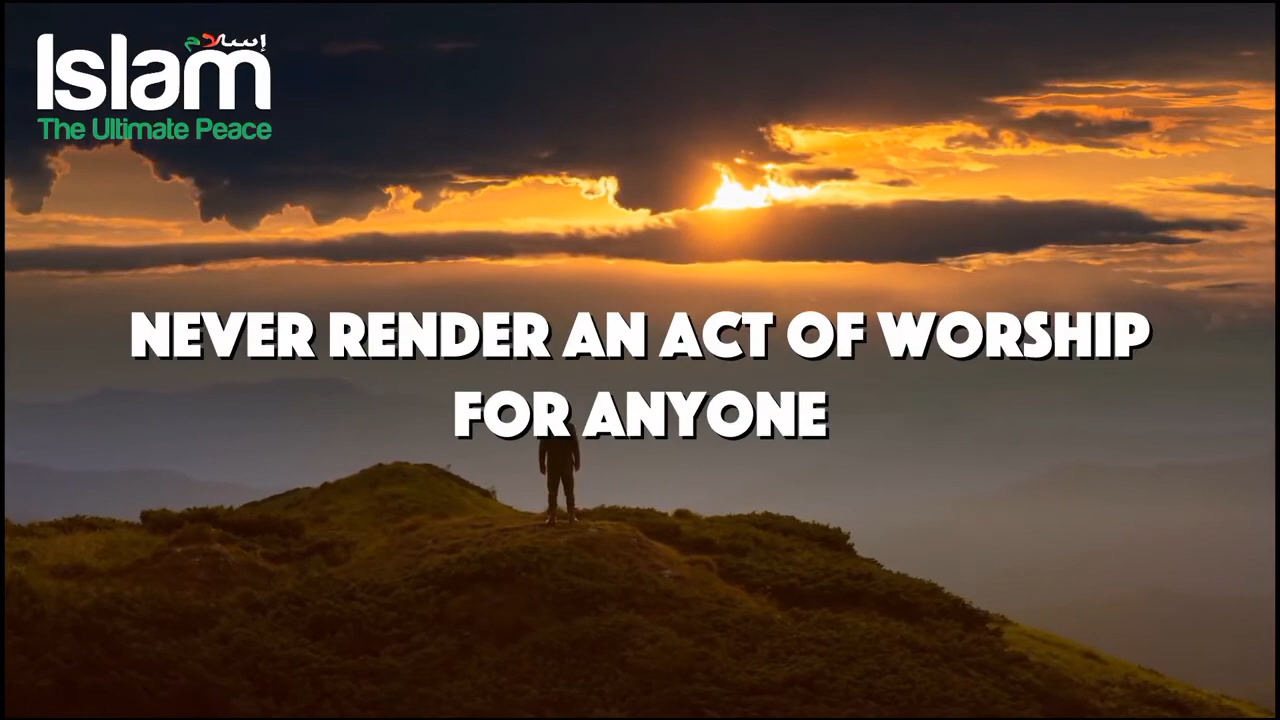 إسلام
Islam
The Ultimate Peace
NEVER RENDER AN ACT OF WORSHIP
FOR ANYONE